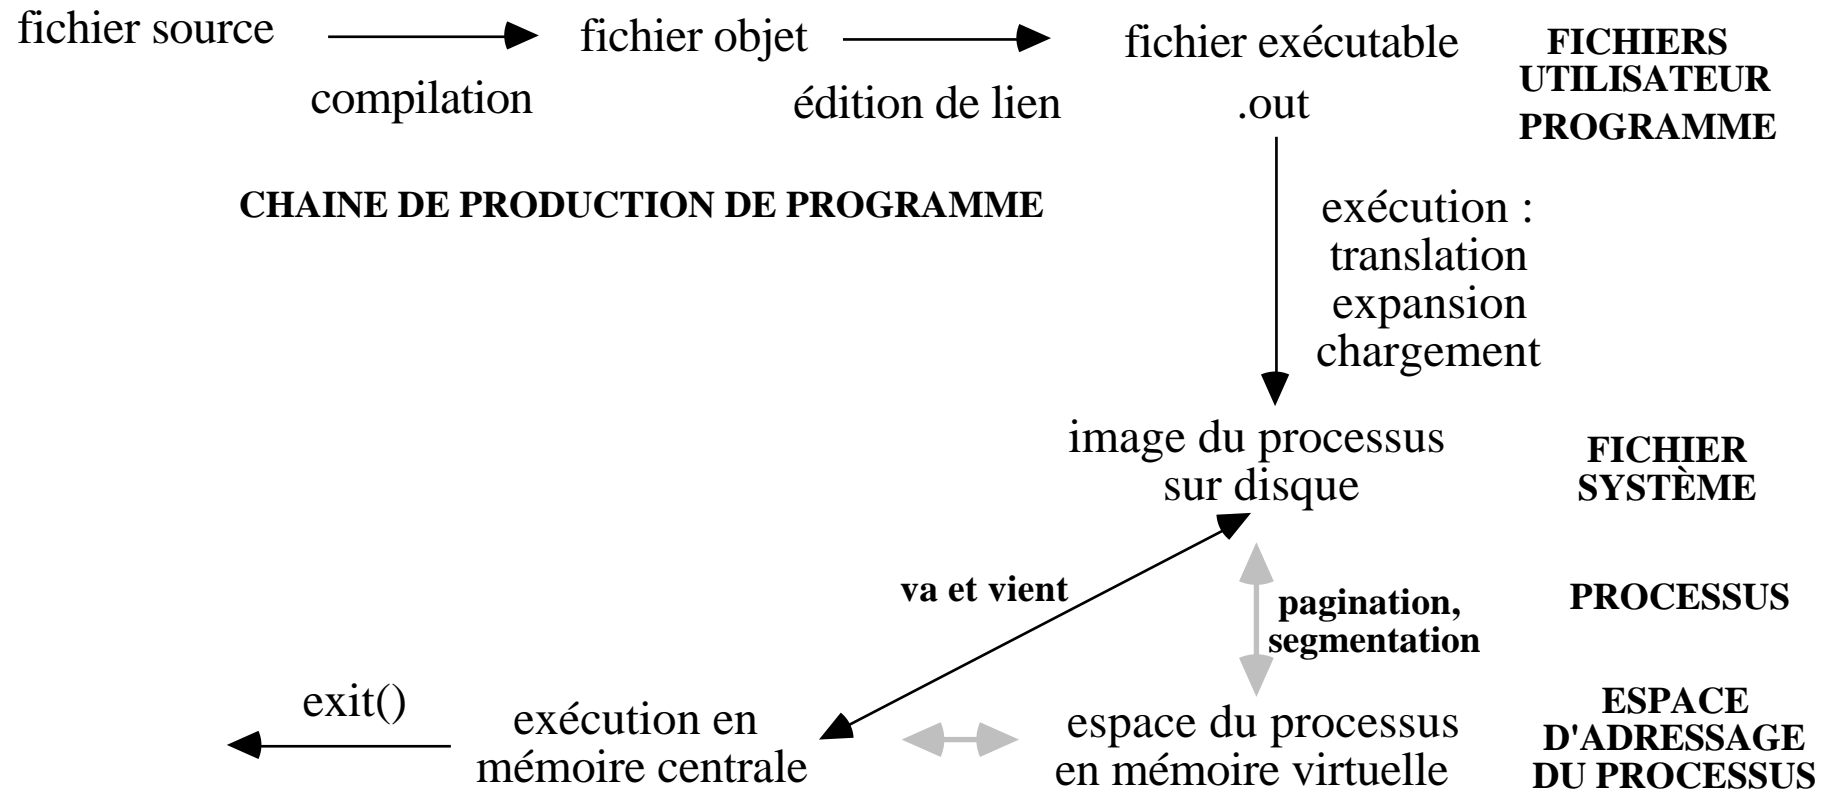 fichier source
fichier objet
fichier exécutable
FICHIERS
UTILISATEUR
PROGRAMME
compilation
édition de lien
.out
CHAINE DE PRODUCTION DE PROGRAMME
exécution :
translation
expansion
chargement
image du processus
sur disque
FICHIER
SYSTÈME
va et vient
pagination,
segmentation
PROCESSUS
exit()
exécution en
mémoire centrale
espace du processus
en mémoire virtuelle
ESPACE
D'ADRESSAGE
DU PROCESSUS